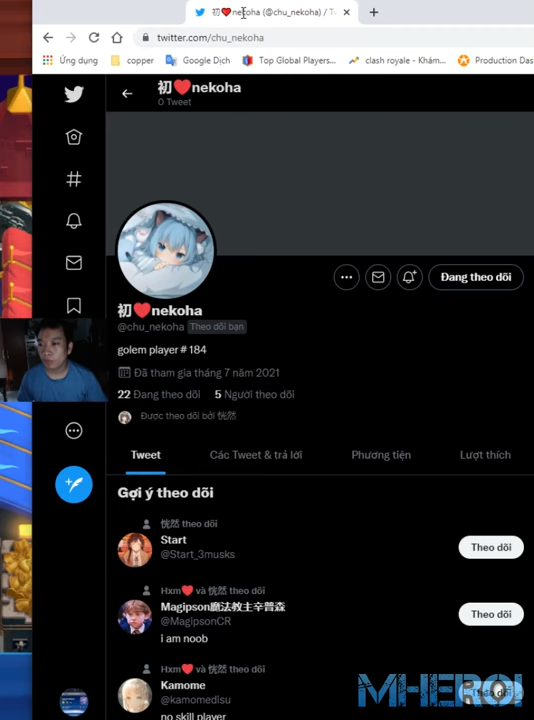 初❤️nekoha (@chu_nekoha) / T
twitter.com/chu_nekoha
Ứng dụng
copper
Google Dịch
Top Global Players...
clash royale - Khám...
Production Das
初❤️nekoha
0 Tweet
Đang theo dõi
初❤️nekoha
@chu_nekoha Theo dõi bạn
golem player＃184
Đã tham gia tháng 7 năm 2021
22 Đang theo dõi 5 Người theo dõi
Được theo dõi bởi 恍然
Tweet
Các Tweet & trả lời
Phương tiện
Lượt thích
Gợi ý theo dõi
恍然 theo dõi
Start
@Start_3musks
Theo dõi
Hxm❤️ và 恍然 theo dõi
Magipson魔法教主辛普森
@MagipsonCR
Theo dõi
i am noob
Hxm❤️ và 恍然 theo dõi
Kamome
@kamomedisu
Theo dõi
no skill player
MHEROI